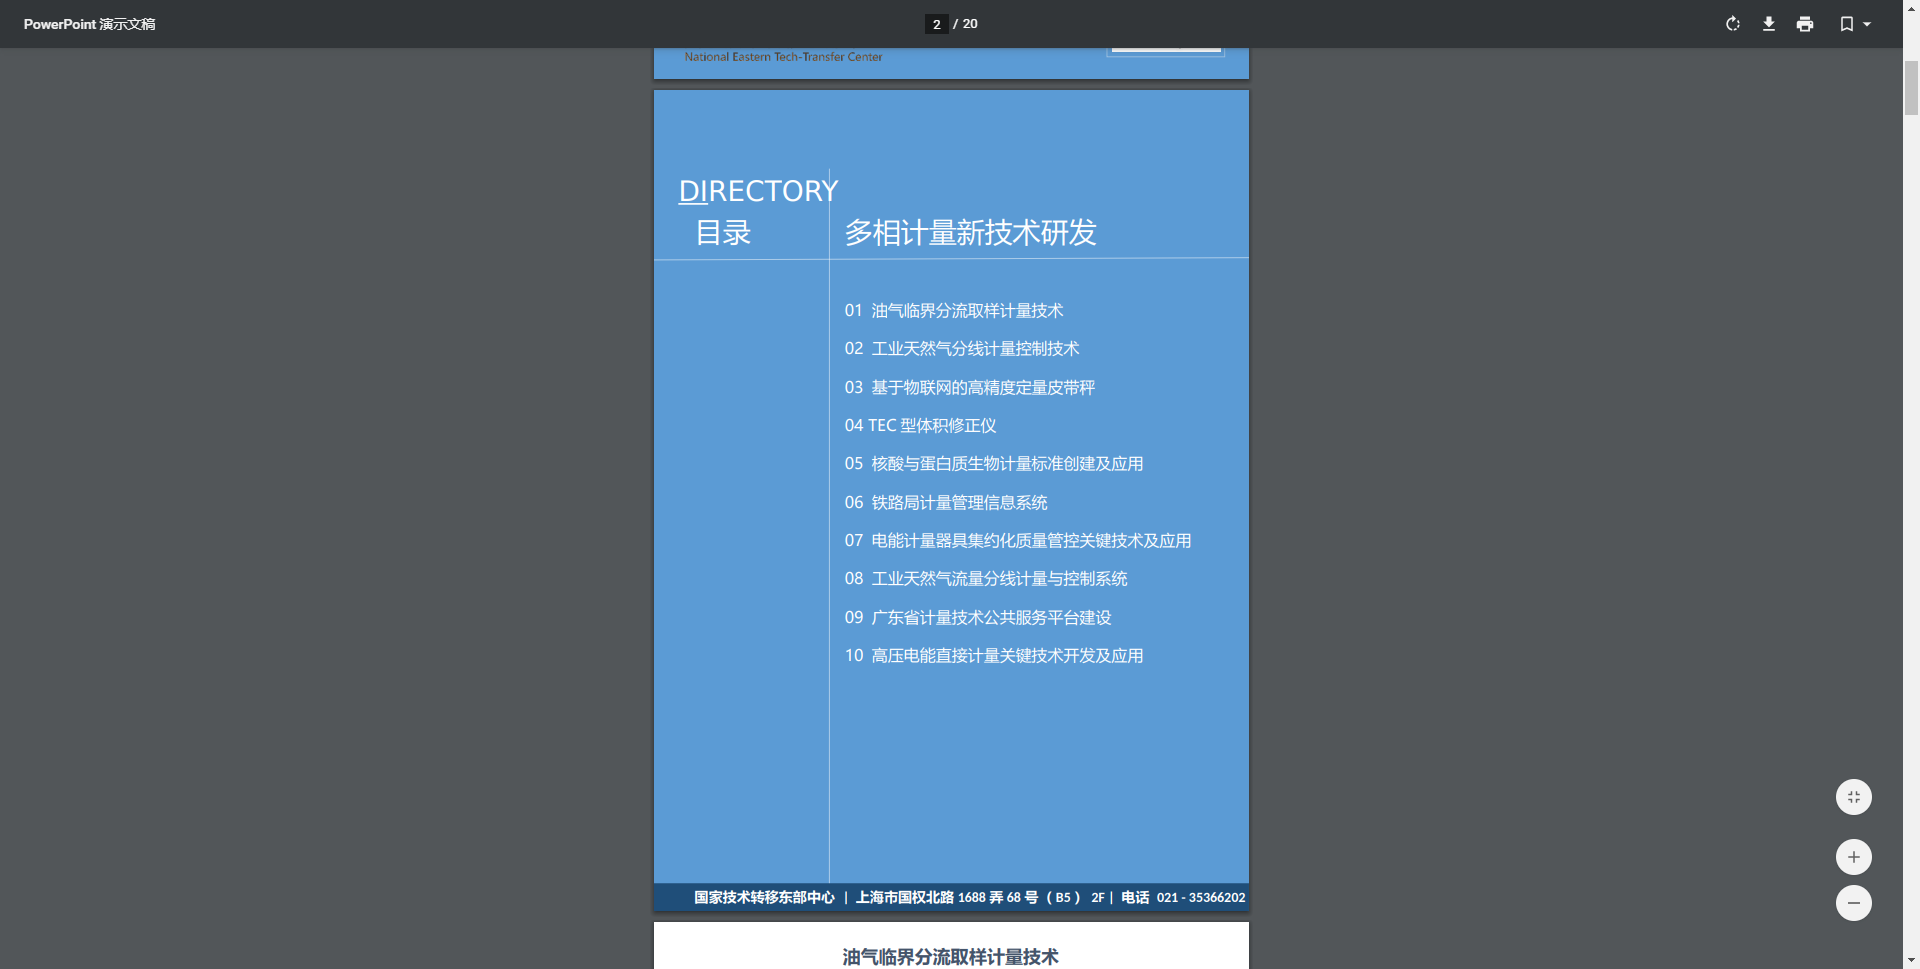 PowerPoint 演示文稿
2 / 20
National Eastern Tech-Transfer Center
DIRECTORY
目录
多相计量新技术研发
01 油气临界分流取样计量技术
02 工业天然气分线计量控制技术
03 基于物联网的高精度定量皮带秤
04 TEC 型体积修正仪
05 核酸与蛋白质生物计量标准创建及应用
06 铁路局计量管理信息系统
07 电能计量器具集约化质量管控关键技术及应用
08 工业天然气流量分线计量与控制系统
09 广东省计量技术公共服务平台建设
10 高压电能直接计量关键技术开发及应用
国家技术转移东部中心 | 上海市国权北路 1688 弄 68 号（B5） 2F | 电话 021 - 35366202
油气临界分流取样计量技术